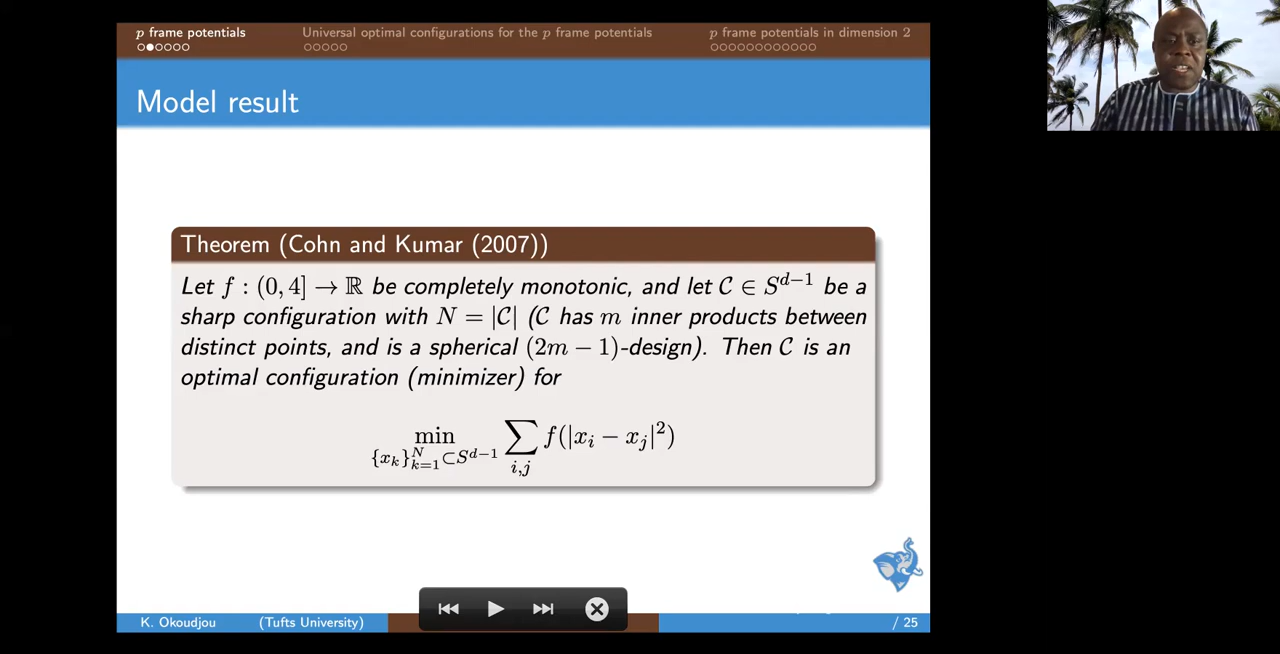 p frame potentials Universal optimal configurations for the p frame potentials p frame potentials in dimension 2
Model result
Theorem (Cohn and Kumar (2007))
Let f : (0, 4] → ℝ be completely monotonic, and let 𝒞 ∈ S^{d−1} be a
sharp configuration with N = |𝒞| (𝒞 has m inner products between
distinct points, and is a spherical (2m − 1)-design). Then 𝒞 is an
optimal configuration (minimizer) for
min_{{x_k}_{k=1}^N ⊂ S^{d−1}} ∑_{i,j} f(|x_i − x_j|²)
K. Okoudjou (Tufts University) / 25